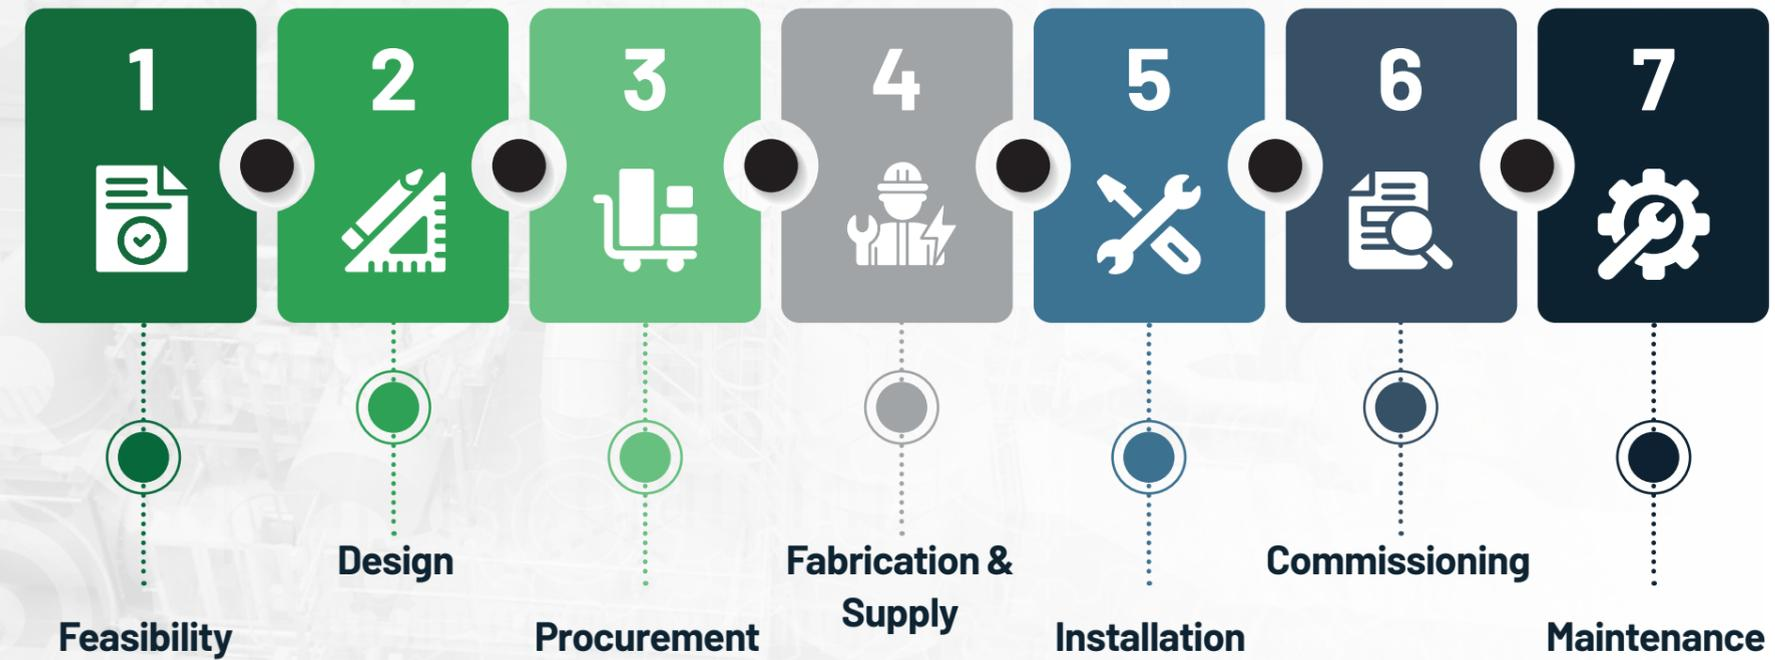 1
2
3
4
5
6
7
Feasibility
Design
Procurement
Fabrication &
Supply
Installation
Commissioning
Maintenance